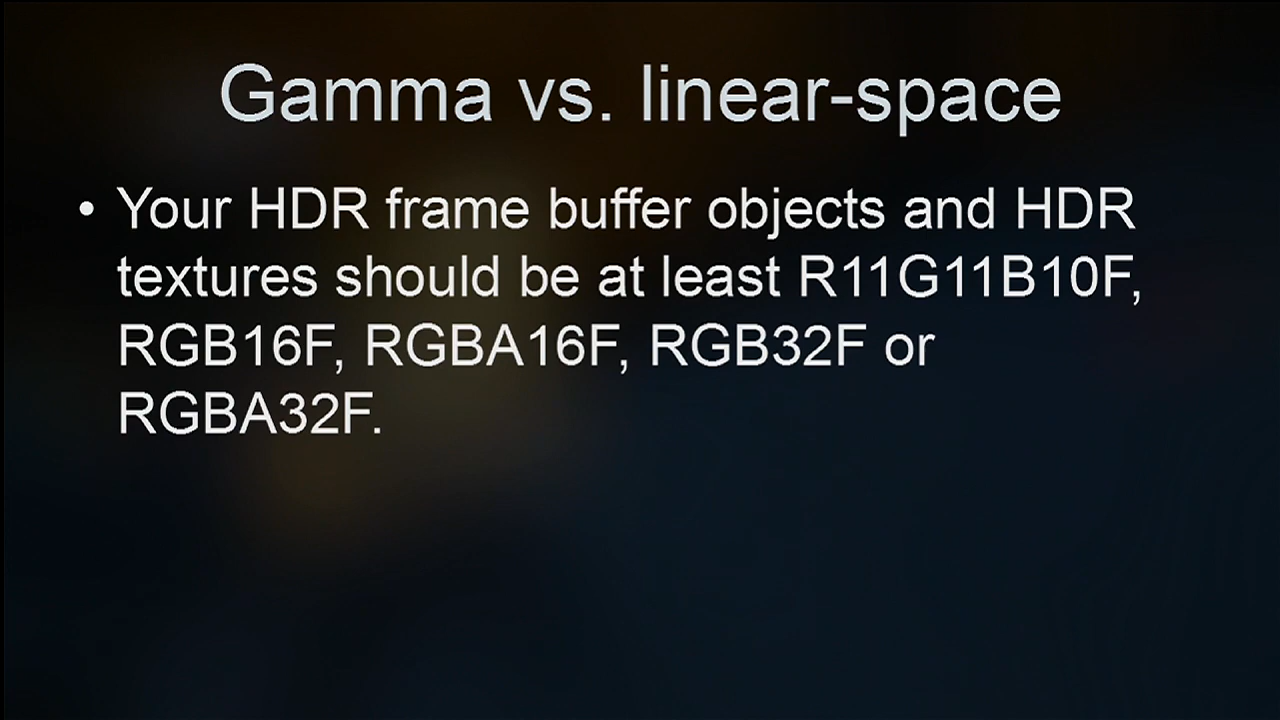 Gamma vs. linear-space
• Your HDR frame buffer objects and HDR
textures should be at least R11G11B10F,
RGB16F, RGBA16F, RGB32F or
RGBA32F.